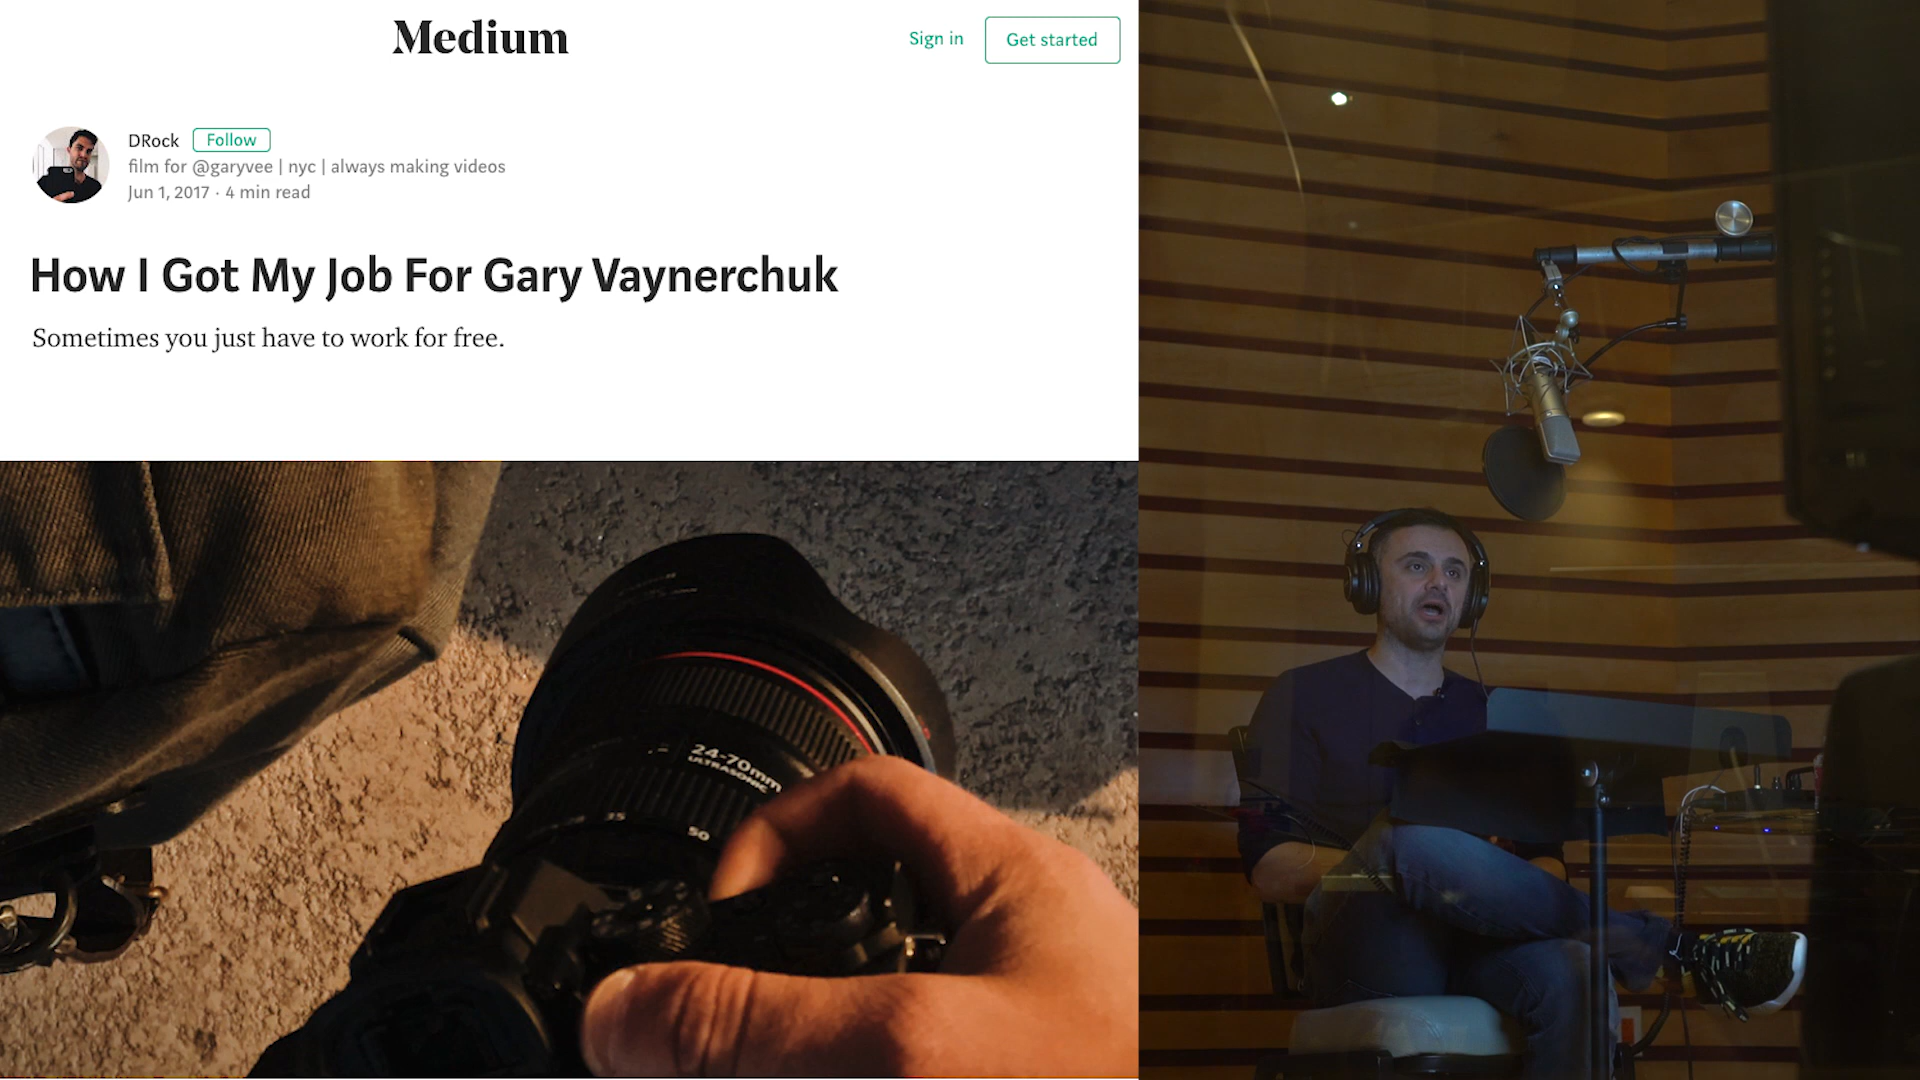 Medium
Sign in
Get started
DRock Follow
film for @garyvee | nyc | always making videos
Jun 1, 2017 · 4 min read
How I Got My Job For Gary Vaynerchuk
Sometimes you just have to work for free.
24-70mm
ULTRASONIC
35
50